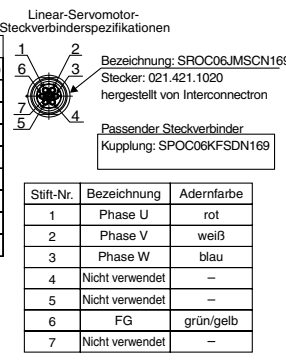 Linear-Servomotor-
Steckverbinderspezifikationen
1 2
6 3
7
5 4
Bezeichnung: SROC06JMSCN169
Stecker: 021.421.1020
hergestellt von Interconnectron
Passender Steckverbinder
Kupplung: SPOC06KFSDN169
Stift-Nr. Bezeichnung Adernfarbe
1 Phase U rot
2 Phase V weiß
3 Phase W blau
4 Nicht verwendet –
5 Nicht verwendet –
6 FG grün/gelb
7 Nicht verwendet –